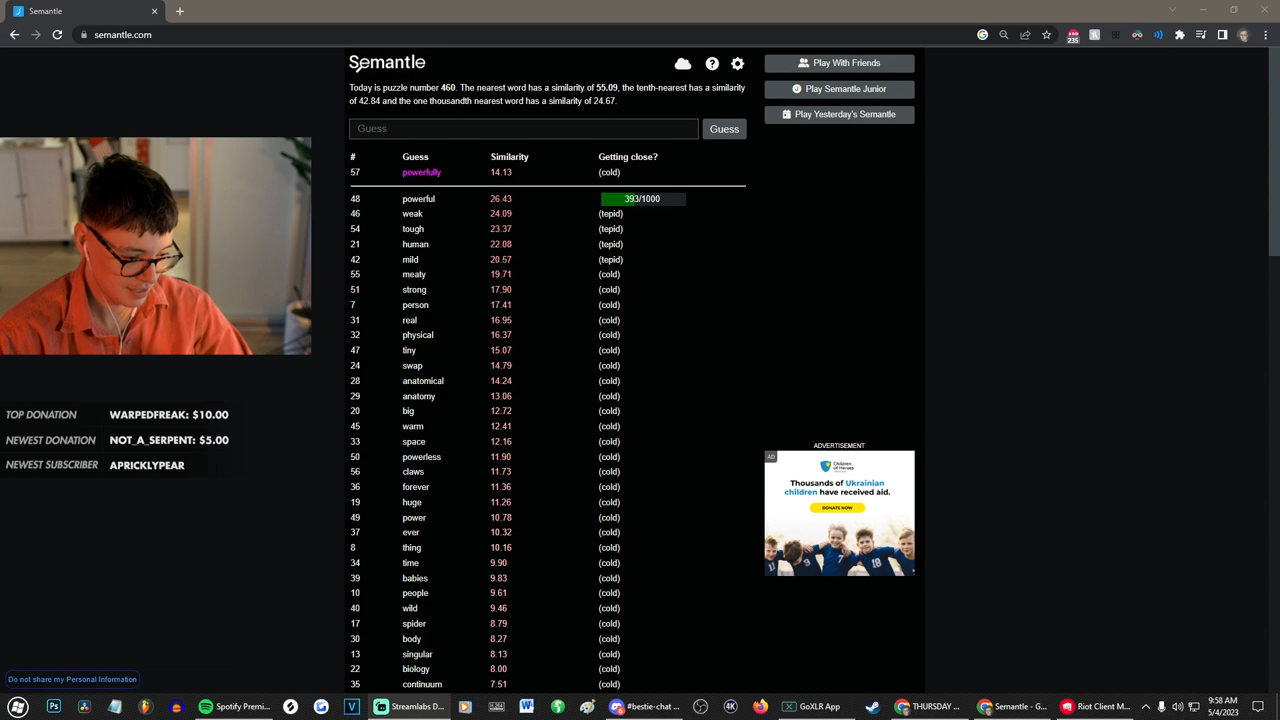 Semantle
semantle.com
235
Semantle
Today is puzzle number 460. The nearest word has a similarity of 55.09, the tenth-nearest has a similarity
of 42.84 and the one thousandth nearest word has a similarity of 24.67.
Guess Guess
# Guess Similarity Getting close?
57 powerfully 14.13 (cold)
48 powerful 26.43 393/1000
46 weak 24.09 (tepid)
54 tough 23.37 (tepid)
21 human 22.08 (tepid)
42 mild 20.57 (tepid)
55 meaty 19.71 (cold)
51 strong 17.90 (cold)
7 person 17.41 (cold)
31 real 16.95 (cold)
32 physical 16.37 (cold)
47 tiny 15.07 (cold)
24 swap 14.79 (cold)
28 anatomical 14.24 (cold)
29 anatomy 13.06 (cold)
20 big 12.72 (cold)
45 warm 12.41 (cold)
33 space 12.16 (cold)
50 powerless 11.90 (cold)
56 claws 11.73 (cold)
36 forever 11.36 (cold)
19 huge 11.26 (cold)
49 power 10.78 (cold)
37 ever 10.32 (cold)
8 thing 10.16 (cold)
34 time 9.90 (cold)
39 babies 9.83 (cold)
10 people 9.61 (cold)
40 wild 9.46 (cold)
17 spider 8.79 (cold)
30 body 8.27 (cold)
13 singular 8.13 (cold)
22 biology 8.00 (cold)
35 continuum 7.51 (cold)
Play With Friends
Play Semantle Junior
Play Yesterday's Semantle
ADVERTISEMENT
AD
Children
of Heroes
Thousands of Ukrainian
children have received aid.
DONATE NOW
TOP DONATION WARPEDFREAK: $10.00
NEWEST DONATION NOT_A_SERPENT: $5.00
NEWEST SUBSCRIBER APRICKLYPEAR
Do not share my Personal Information
Spotify Premi...
Streamlabs D...
#bestie-chat ...
GoXLR App
THURSDAY ...
Semantle - G...
Riot Client M...
9:58 AM
5/4/2023